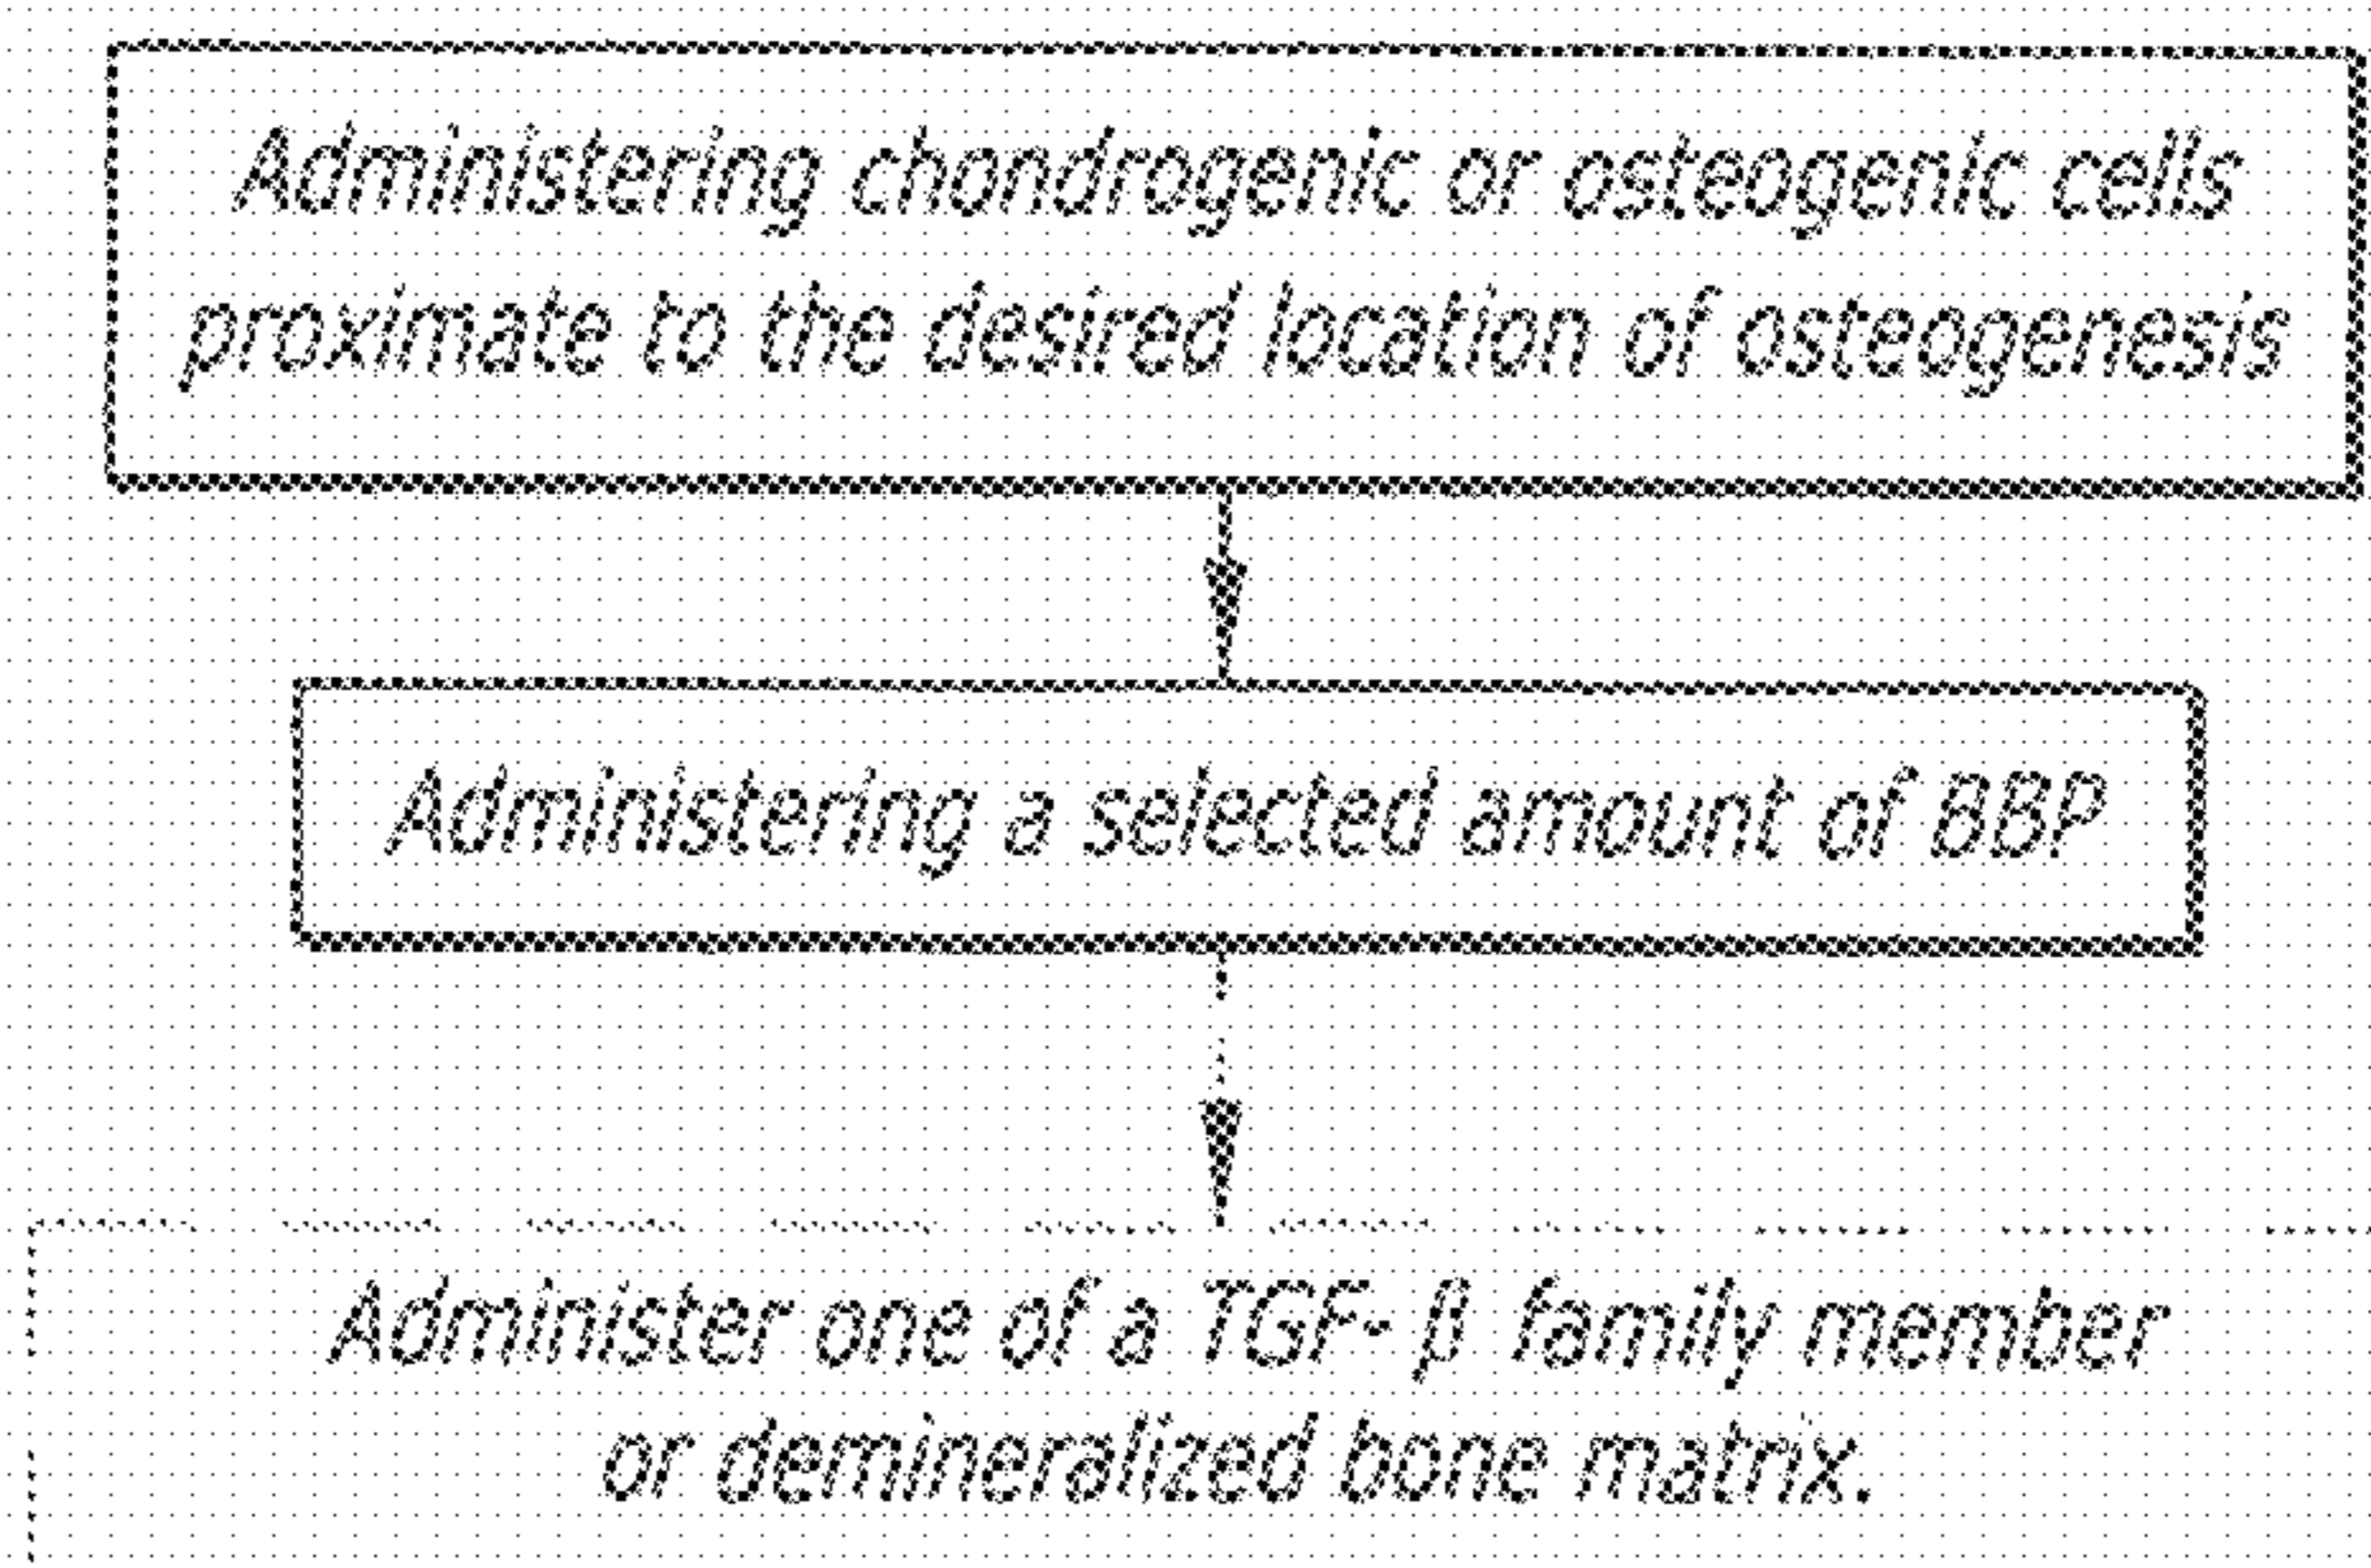 Administering chondrogenic or osteogenic cells
proximate to the desired location of osteogenesis
Administering a selected amount of BBP
Administer one of a TGF- β family member
or demineralized bone matrix.